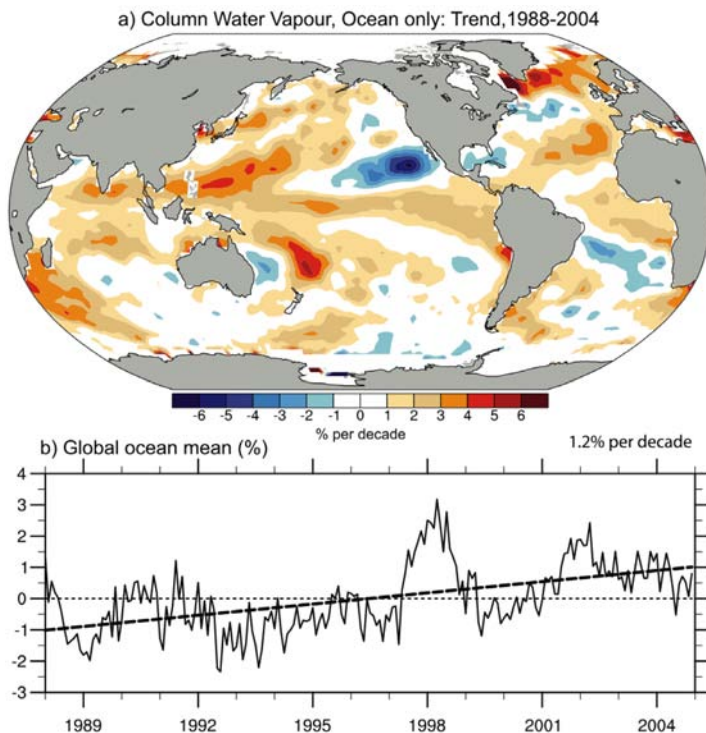 a) Column Water Vapour, Ocean only: Trend,1988-2004
-6 -5 -4 -3 -2 -1 0 1 2 3 4 5 6
% per decade
b) Global ocean mean (%)
1.2% per decade
4
3
2
1
0
-1
-2
-3
1989 1992 1995 1998 2001 2004